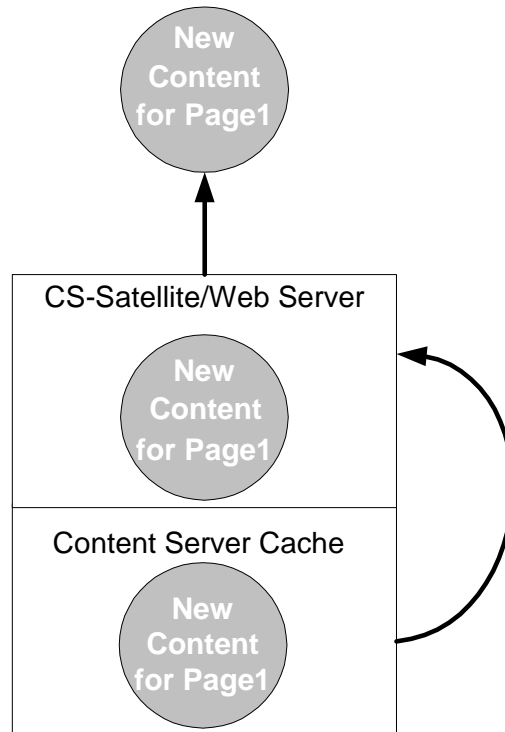 New
Content
for Page1
CS-Satellite/Web Server
New
Content
for Page1
Content Server Cache
New
Content
for Page1